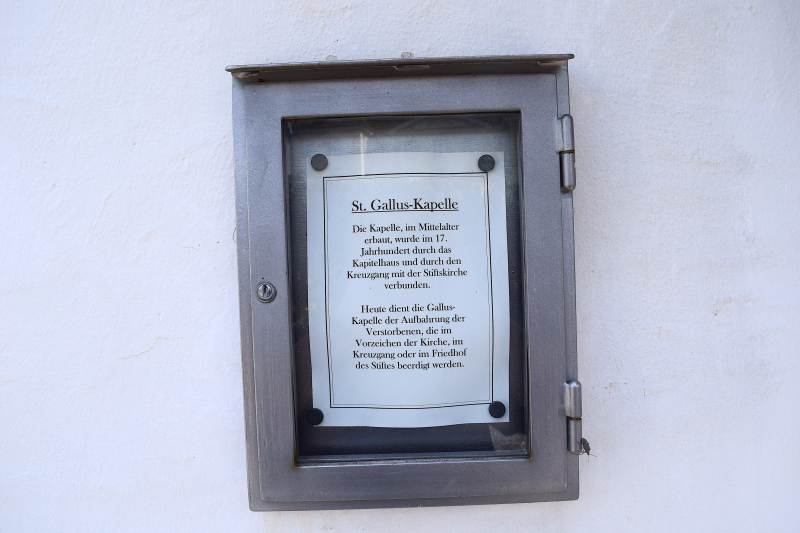 St. Gallus-Kapelle
Die Kapelle, im Mittelalter
erbaut, wurde im 17.
Jahrhundert durch das
Kapitelhaus und durch den
Kreuzgang mit der Stiftskirche
verbunden.
Heute dient die Gallus-
Kapelle der Aufbahrung der
Verstorbenen, die im
Vorzeichen der Kirche, im
Kreuzgang oder im Friedhof
des Stiftes beerdigt werden.